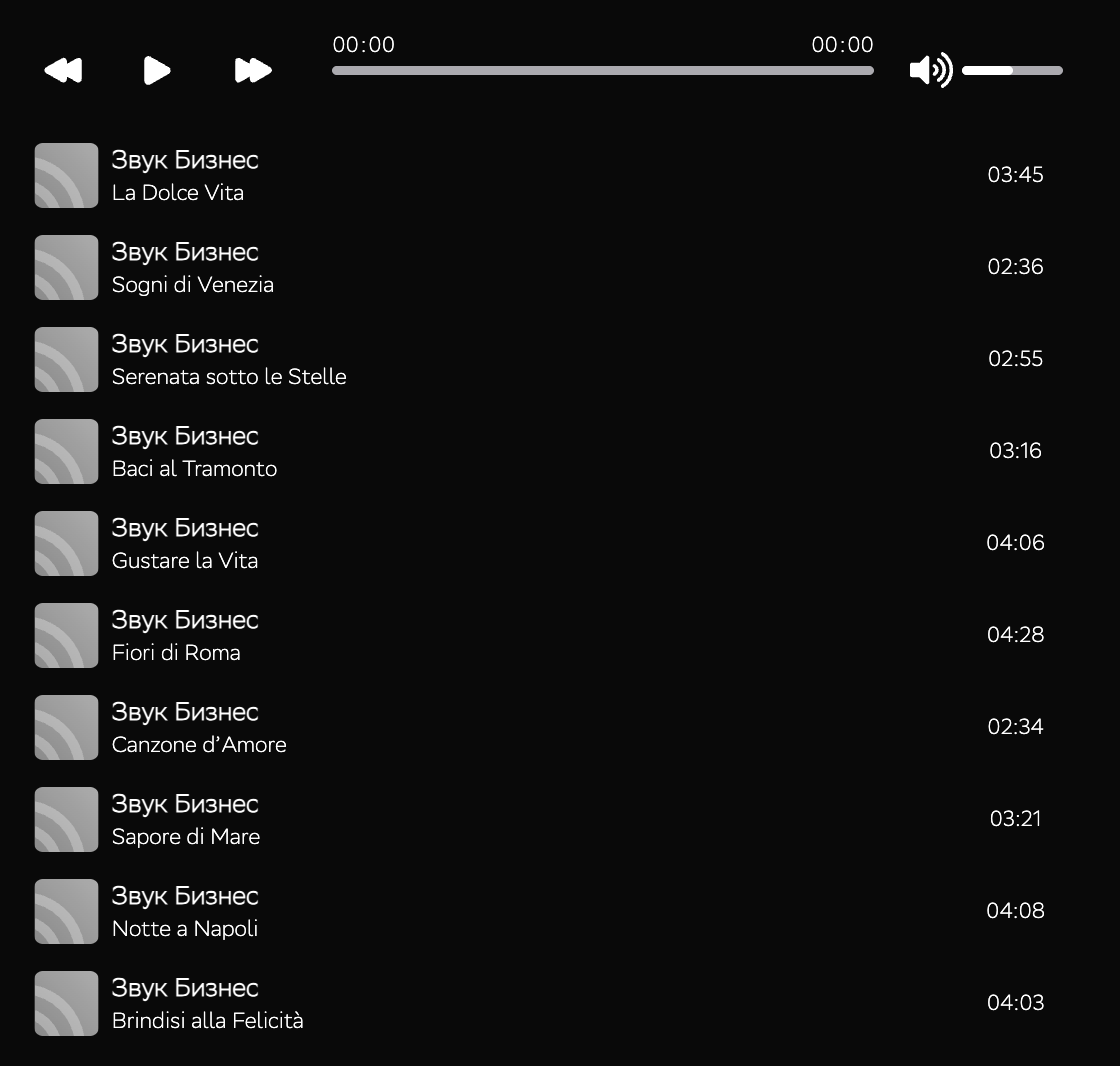 00:00 00:00
Звук Бизнес
La Dolce Vita
03:45
Звук Бизнес
Sogni di Venezia
02:36
Звук Бизнес
Serenata sotto le Stelle
02:55
Звук Бизнес
Baci al Tramonto
03:16
Звук Бизнес
Gustare la Vita
04:06
Звук Бизнес
Fiori di Roma
04:28
Звук Бизнес
Canzone d’Amore
02:34
Звук Бизнес
Sapore di Mare
03:21
Звук Бизнес
Notte a Napoli
04:08
Звук Бизнес
Brindisi alla Felicità
04:03